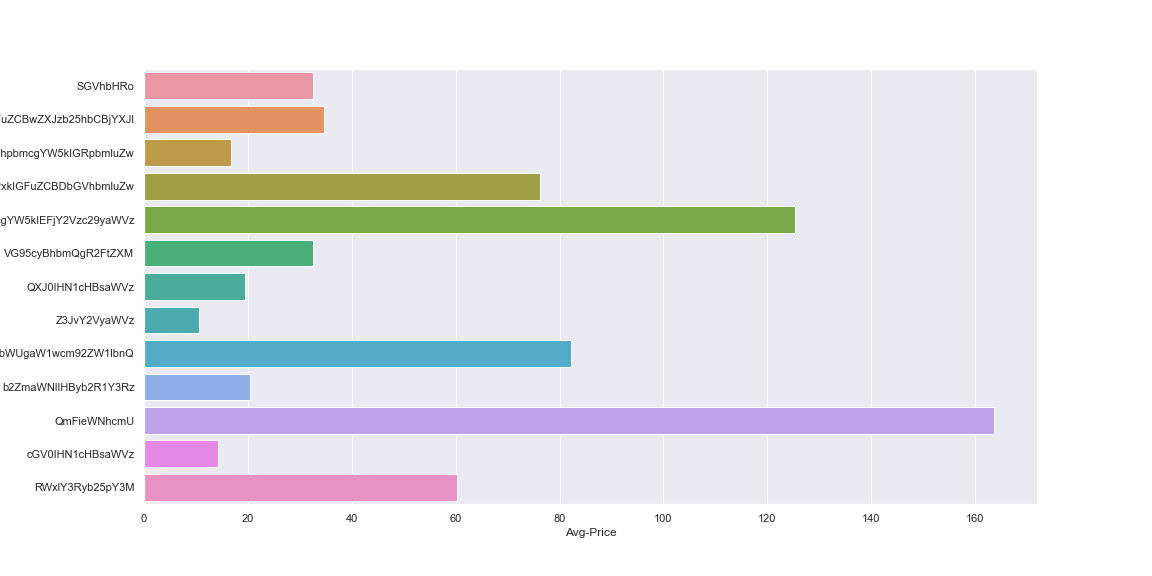 SGVhbHRo
uZCBwZXJzb25hbCBjYXJl
hpbmcgYW5kIGRpbmluZw
xkIGFuZCBDbGVhbmluZw
gYW5kIEFjY2Vzc29yaWVz
VG95cyBhbmQgR2FtZXM
QXJ0IHN1cHBsaWVz
Z3JvY2VyaWVz
bWUgaW1wcm92ZW1lbnQ
b2ZmaWNlIHByb2R1Y3Rz
QmFieWNhcmU
cGV0IHN1cHBsaWVz
RWxlY3Ryb25pY3M
0 20 40 60 80 100 120 140 160
Avg-Price